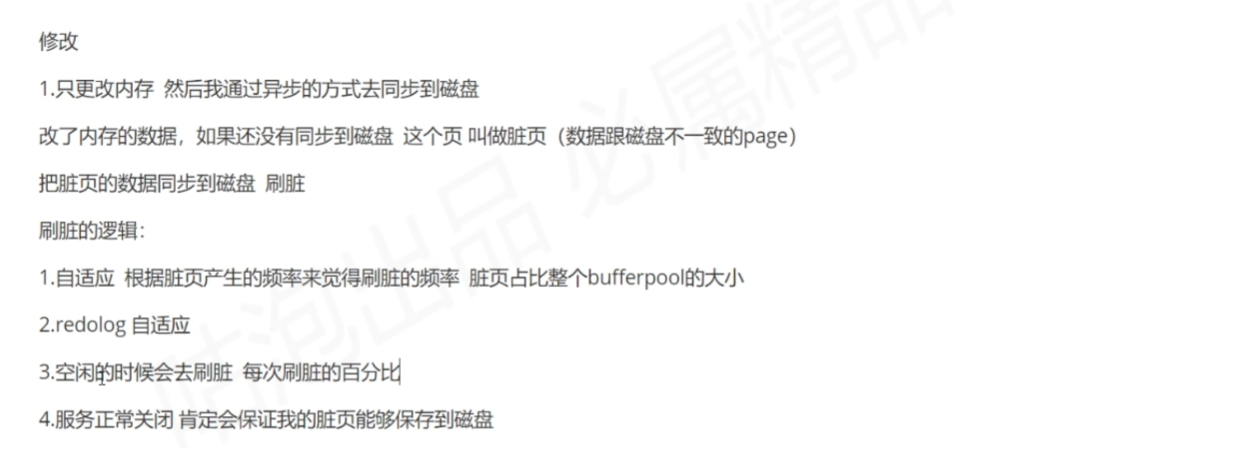 修改
1.只更改内存 然后我通过异步的方式去同步到磁盘
改了内存的数据，如果还没有同步到磁盘 这个页 叫做脏页（数据跟磁盘不一致的page）
把脏页的数据同步到磁盘 刷脏
刷脏的逻辑：
1.自适应 根据脏页产生的频率来觉得刷脏的频率 脏页占比整个bufferpool的大小
2.redolog 自适应
3.空闲的时候会去刷脏 每次刷脏的百分比
4.服务正常关闭 肯定会保证我的脏页能够保存到磁盘
咕泡出品 必属精品